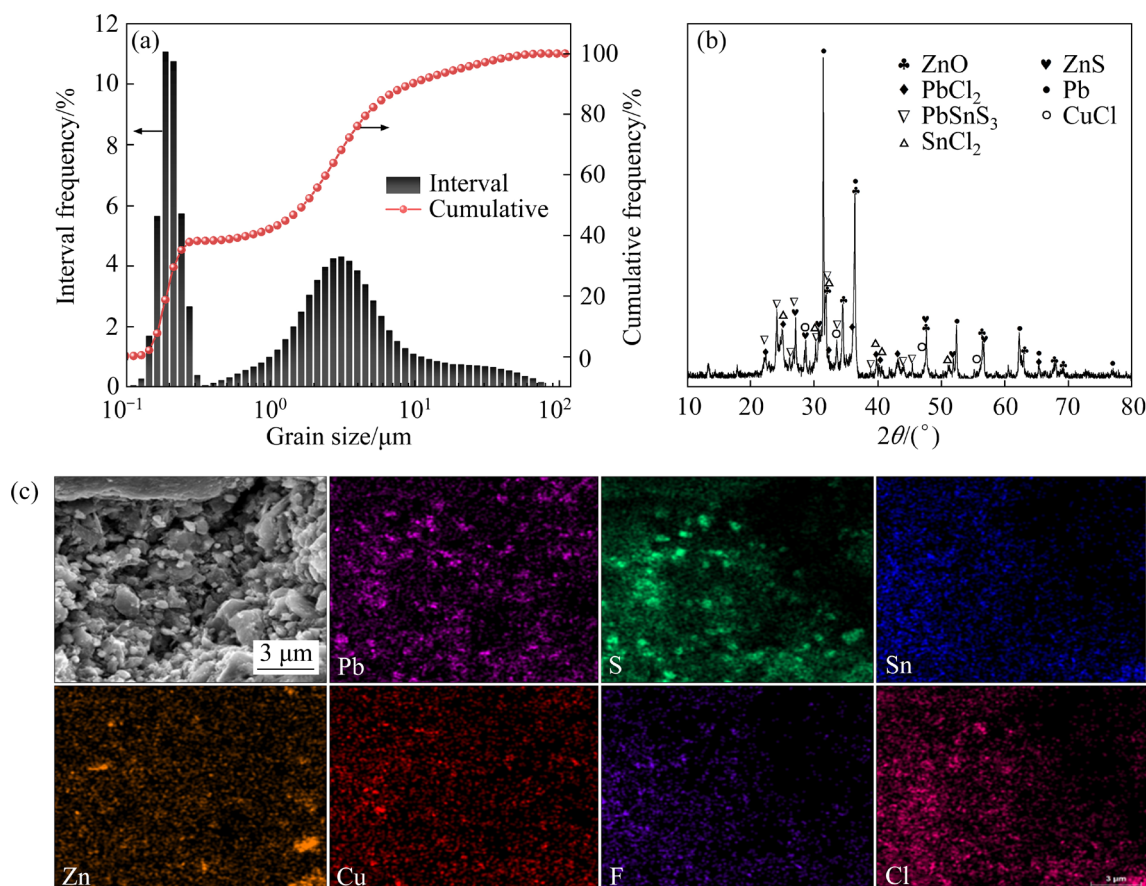 (a)
12
10
8
6
4
2
0
Interval frequency/%
100
80
60
40
20
0
Cumulative frequency/%
Interval
Cumulative
10⁻¹ 10⁰ 10¹ 10²
Grain size/μm
(b)
ZnO ZnS
PbCl₂ Pb
PbSnS₃ CuCl
SnCl₂
10 20 30 40 50 60 70 80
2θ/(°)
(c)
3 μm
Pb
S
Sn
Zn
Cu
F
Cl
3 μm